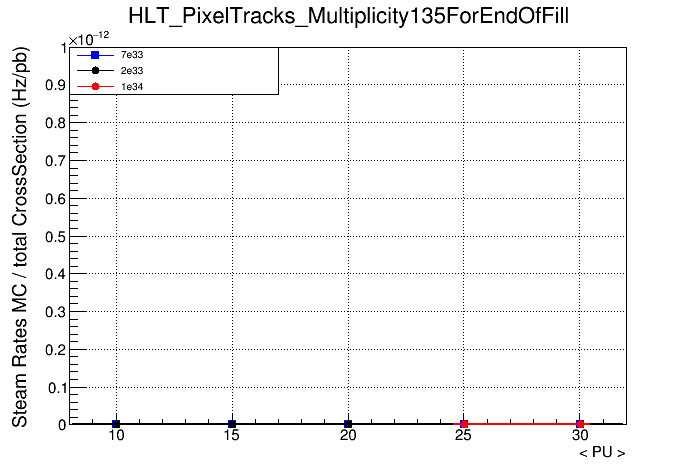 HLT_PixelTracks_Multiplicity135ForEndOfFill
×10⁻¹²
Steam Rates MC / total CrossSection (Hz/pb)
7e33
2e33
1e34
1
0.9
0.8
0.7
0.6
0.5
0.4
0.3
0.2
0.1
0
10 15 20 25 30
< PU >